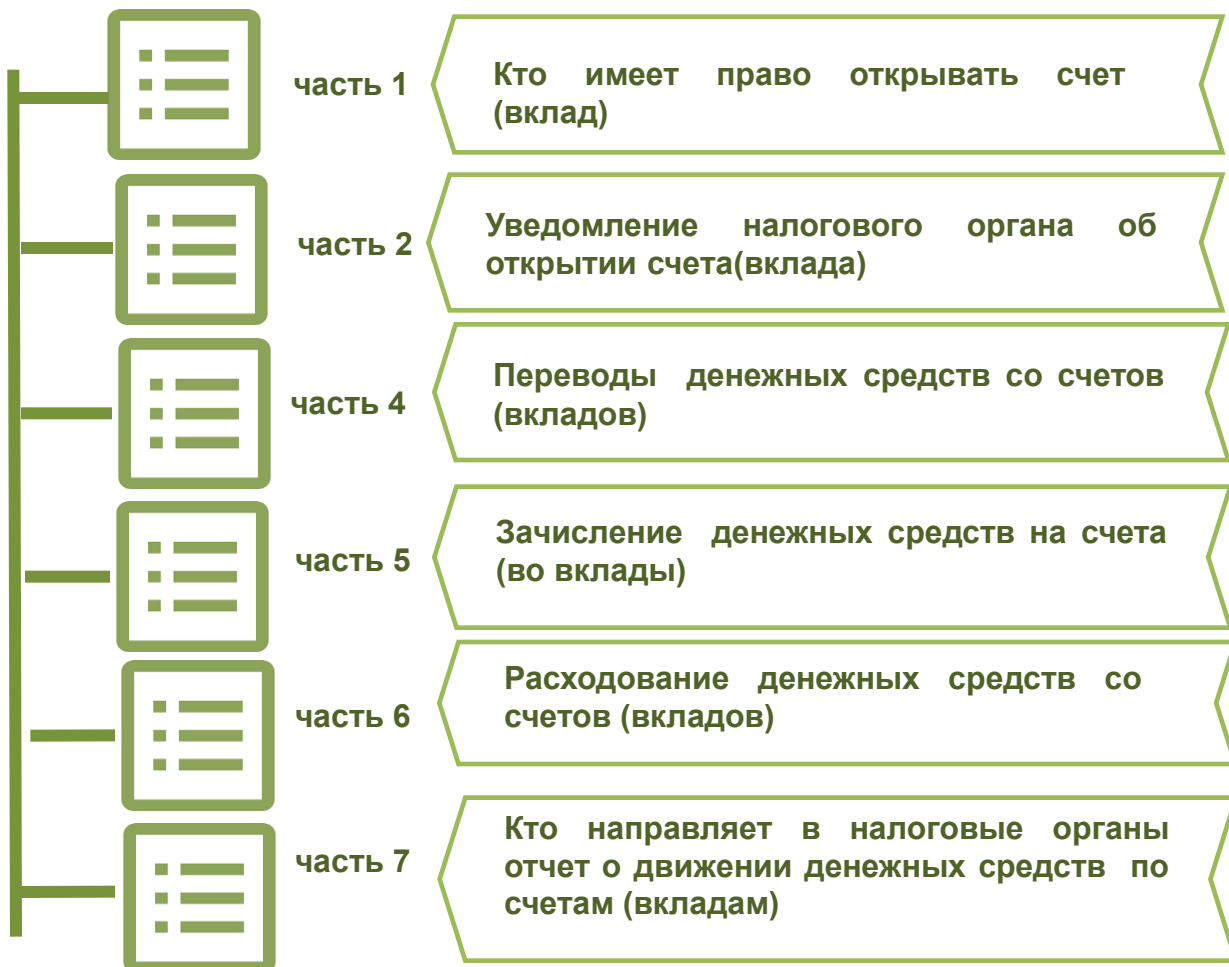 часть 1
Кто имеет право открывать счет
(вклад)
часть 2
Уведомление налогового органа об
открытии счета(вклада)
часть 4
Переводы денежных средств со счетов
(вкладов)
часть 5
Зачисление денежных средств на счета
(во вклады)
часть 6
Расходование денежных средств со
счетов (вкладов)
часть 7
Кто направляет в налоговые органы
отчет о движении денежных средств по
счетам (вкладам)